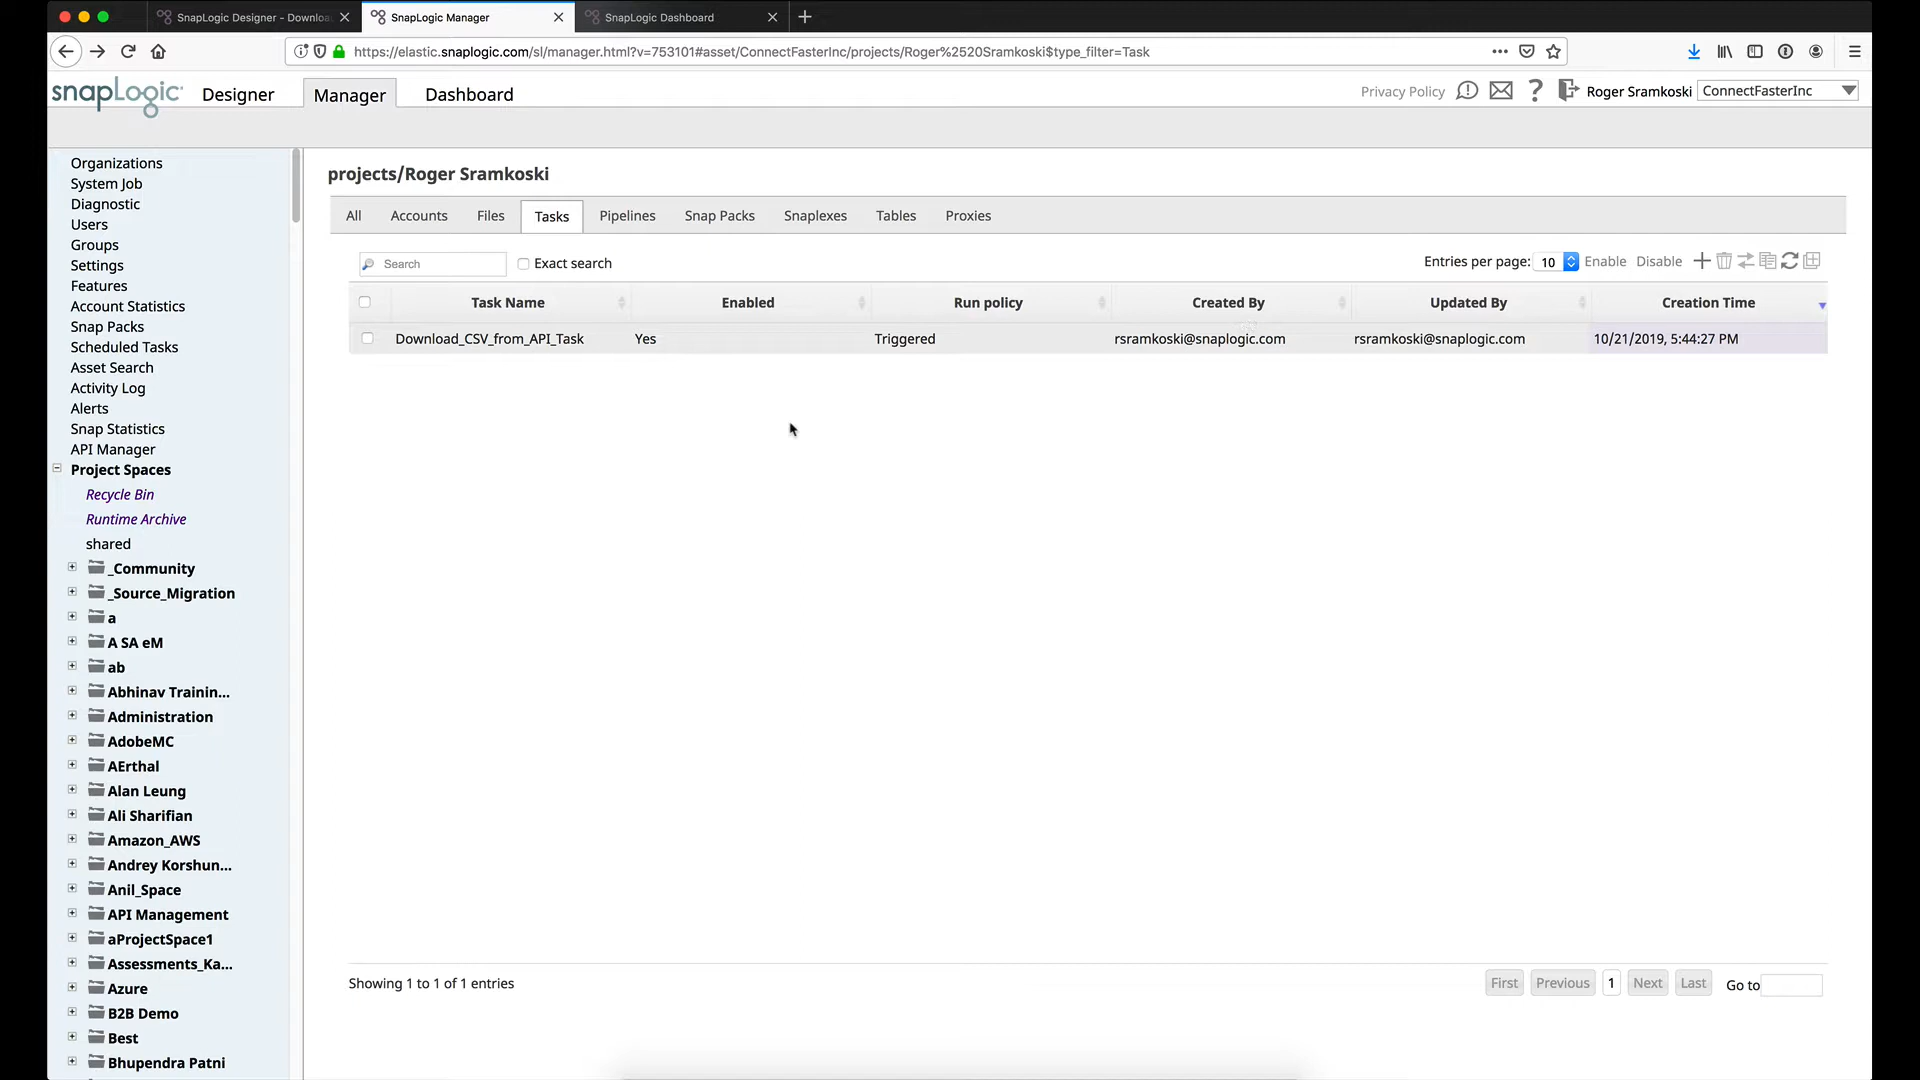 SnapLogic Designer - Downloa
SnapLogic Manager
SnapLogic Dashboard
https://elastic.snaplogic.com/sl/manager.html?v=753101#asset/ConnectFasterInc/projects/Roger%2520Sramkoski$type_filter=Task
snapLogic Designer Manager Dashboard
Privacy Policy Roger Sramkoski ConnectFasterInc
Organizations
System Job
Diagnostic
Users
Groups
Settings
Features
Account Statistics
Snap Packs
Scheduled Tasks
Asset Search
Activity Log
Alerts
Snap Statistics
API Manager
Project Spaces
Recycle Bin
Runtime Archive
shared
_Community
_Source_Migration
a
A SA eM
ab
Abhinav Trainin...
Administration
AdobeMC
AErthal
Alan Leung
Ali Sharifian
Amazon_AWS
Andrey Korshun...
Anil_Space
API Management
aProjectSpace1
Assessments_Ka...
Azure
B2B Demo
Best
Bhupendra Patni
projects/Roger Sramkoski
All Accounts Files Tasks Pipelines Snap Packs Snaplexes Tables Proxies
Search Exact search Entries per page: 10 Enable Disable
Task Name Enabled Run policy Created By Updated By Creation Time
Download_CSV_from_API_Task Yes Triggered rsramkoski@snaplogic.com rsramkoski@snaplogic.com 10/21/2019, 5:44:27 PM
Showing 1 to 1 of 1 entries First Previous 1 Next Last Go to